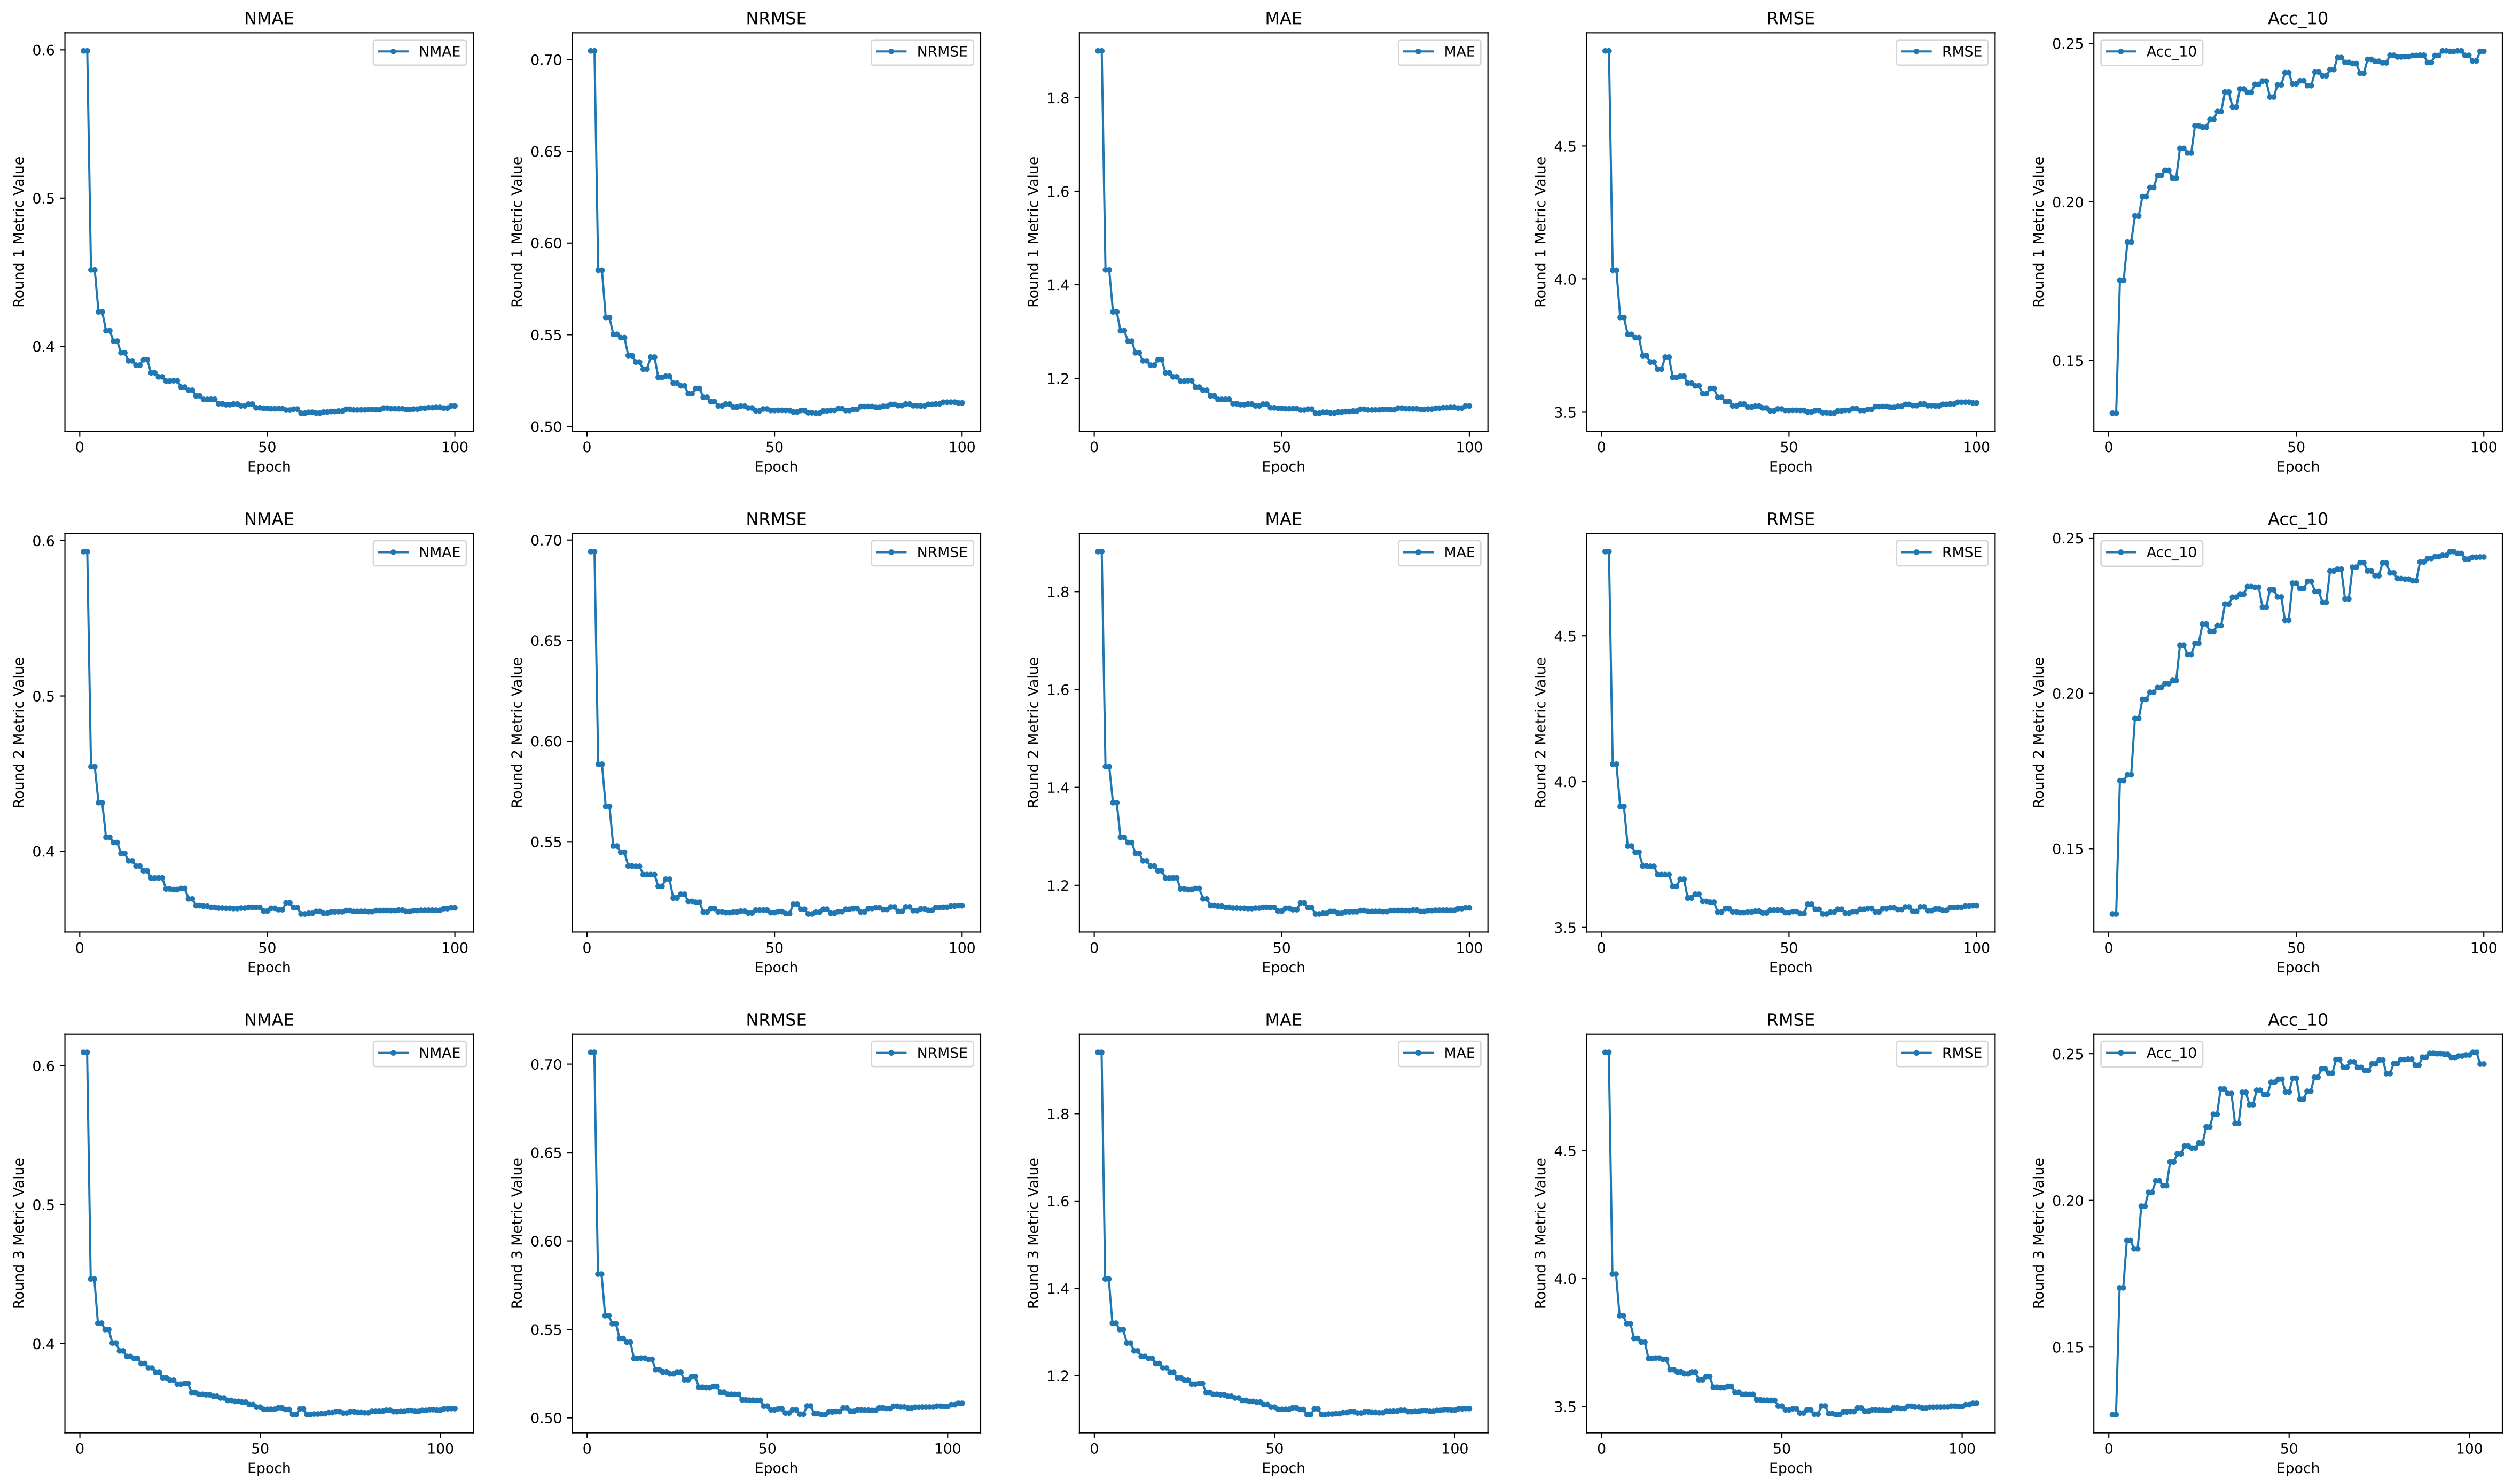 NMAE
NRMSE
MAE
RMSE
Acc_10
Round 1 Metric Value
0.6
0.5
0.4
NMAE
0
50
100
Epoch
Round 1 Metric Value
0.70
0.65
0.60
0.55
0.50
NRMSE
0
50
100
Epoch
Round 1 Metric Value
1.8
1.6
1.4
1.2
MAE
0
50
100
Epoch
Round 1 Metric Value
4.5
4.0
3.5
RMSE
0
50
100
Epoch
Round 1 Metric Value
0.25
0.20
0.15
Acc_10
0
50
100
Epoch
NMAE
NRMSE
MAE
RMSE
Acc_10
Round 2 Metric Value
0.6
0.5
0.4
NMAE
0
50
100
Epoch
Round 2 Metric Value
0.70
0.65
0.60
0.55
NRMSE
0
50
100
Epoch
Round 2 Metric Value
1.8
1.6
1.4
1.2
MAE
0
50
100
Epoch
Round 2 Metric Value
4.5
4.0
3.5
RMSE
0
50
100
Epoch
Round 2 Metric Value
0.25
0.20
0.15
Acc_10
0
50
100
Epoch
NMAE
NRMSE
MAE
RMSE
Acc_10
Round 3 Metric Value
0.6
0.5
0.4
NMAE
0
50
100
Epoch
Round 3 Metric Value
0.70
0.65
0.60
0.55
0.50
NRMSE
0
50
100
Epoch
Round 3 Metric Value
1.8
1.6
1.4
1.2
MAE
0
50
100
Epoch
Round 3 Metric Value
4.5
4.0
3.5
RMSE
0
50
100
Epoch
Round 3 Metric Value
0.25
0.20
0.15
Acc_10
0
50
100
Epoch